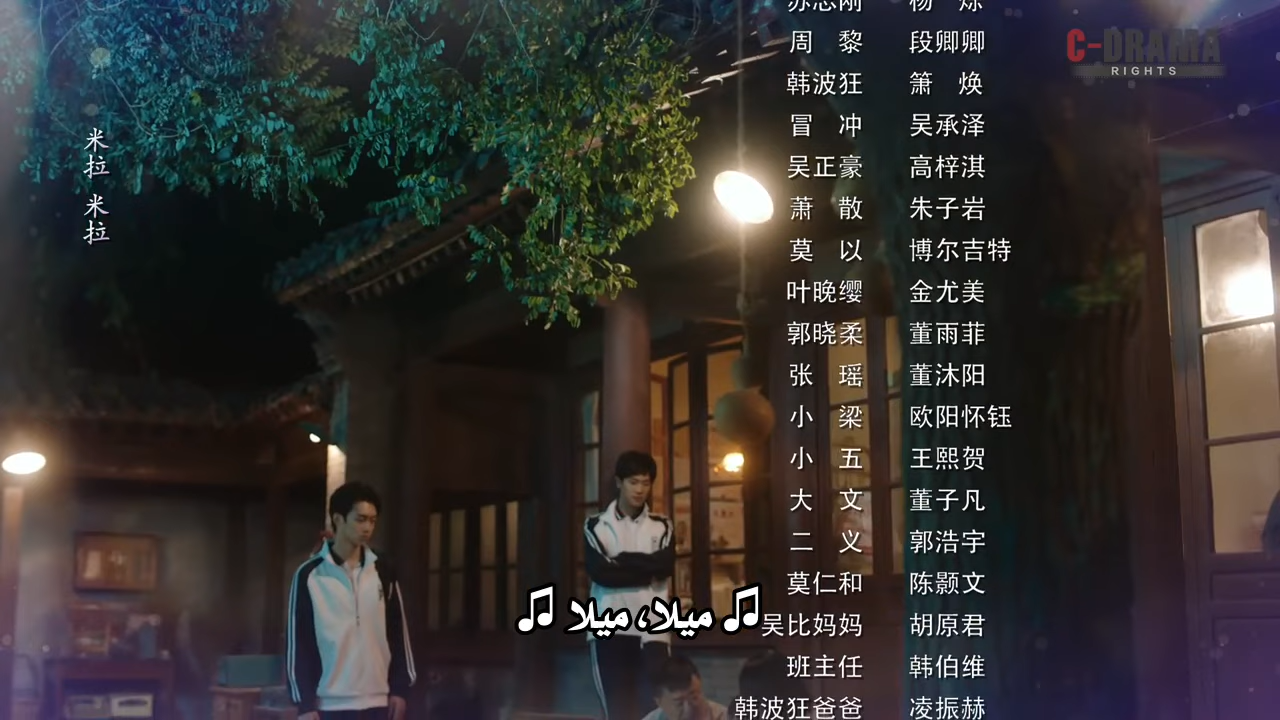 苏志刚 杨烁
周黎 段卿卿
韩波狂 箫焕
冒冲 吴承泽
吴正豪 高梓淇
萧散 朱子岩
莫以 博尔吉特
叶晚缨 金尤美
郭晓柔 董雨菲
张瑶 董沐阳
小梁 欧阳怀钰
小五 王熙贺
大文 董子凡
二义 郭浩宇
莫仁和 陈颢文
吴比妈妈 胡原君
班主任 韩伯维
韩波狂爸爸 凌振赫
C-DRAMA
RIGHTS
米拉 米拉
♫ ميلا، ميلا ♫